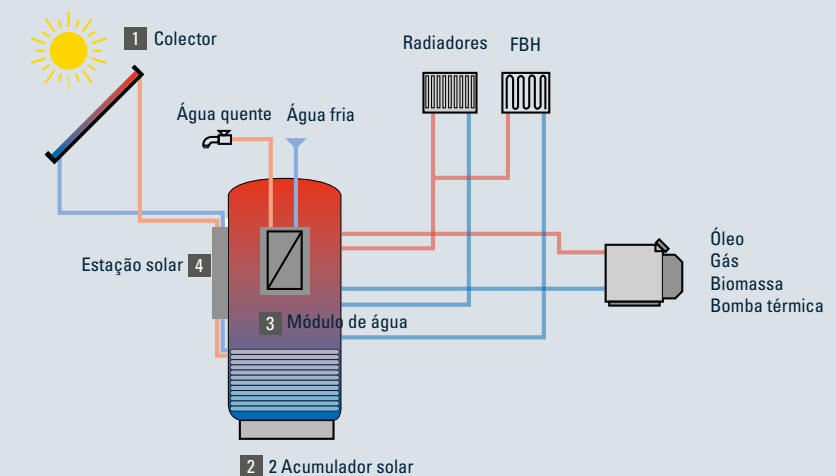 1 Colector
Radiadores
FBH
Água quente
Água fria
Estação solar 4
Óleo
Gás
Biomassa
Bomba térmica
3 Módulo de água
2 2 Acumulador solar